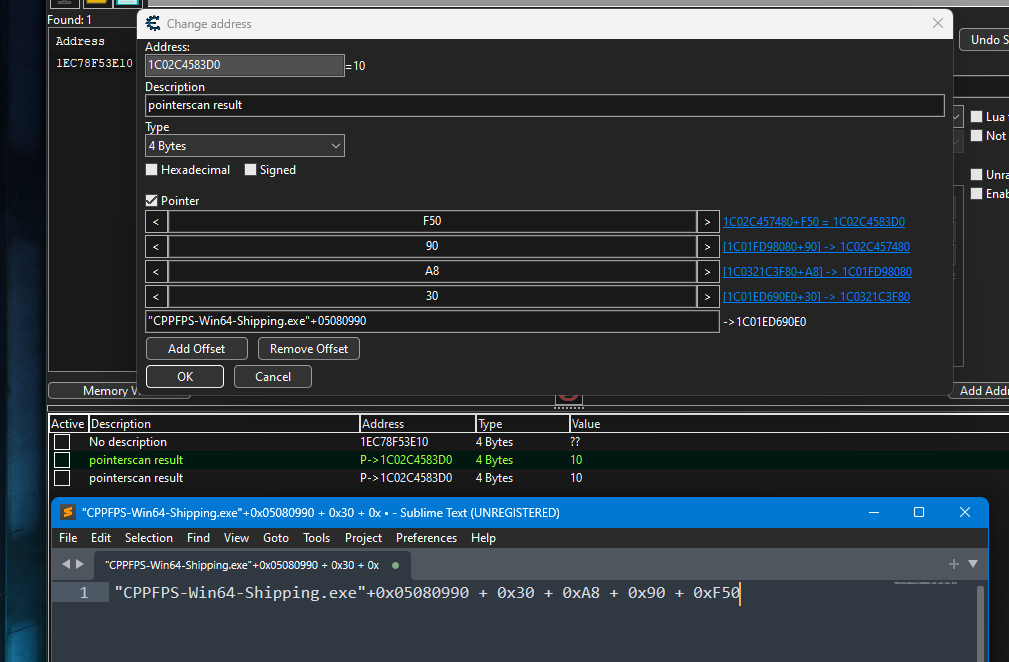 Found: 1
Address
1EC78F53E10
Change address
Address:
1C02C4583D0 =10
Description
pointerscan result
Type
4 Bytes
Hexadecimal Signed
Pointer
< F50 > 1C02C457480+F50 = 1C02C4583D0
< 90 > [1C01FD98080+90] -> 1C02C457480
< A8 > [1C0321C3F80+A8] -> 1C01FD98080
< 30 > [1C01ED690E0+30] -> 1C0321C3F80
"CPPFPS-Win64-Shipping.exe"+05080990 ->1C01ED690E0
Add Offset Remove Offset
OK Cancel
Undo S
Lua
Not
Unra
Enab
Memory V
Add Addr
Active Description Address Type Value
No description 1EC78F53E10 4 Bytes ??
pointerscan result P->1C02C4583D0 4 Bytes 10
pointerscan result P->1C02C4583D0 4 Bytes 10
"CPPFPS-Win64-Shipping.exe"+0x05080990 + 0x30 + 0x • - Sublime Text (UNREGISTERED)
File Edit Selection Find View Goto Tools Project Preferences Help
"CPPFPS-Win64-Shipping.exe"+0x05080990 + 0x30 + 0x
1 "CPPFPS-Win64-Shipping.exe"+0x05080990 + 0x30 + 0xA8 + 0x90 + 0xF50